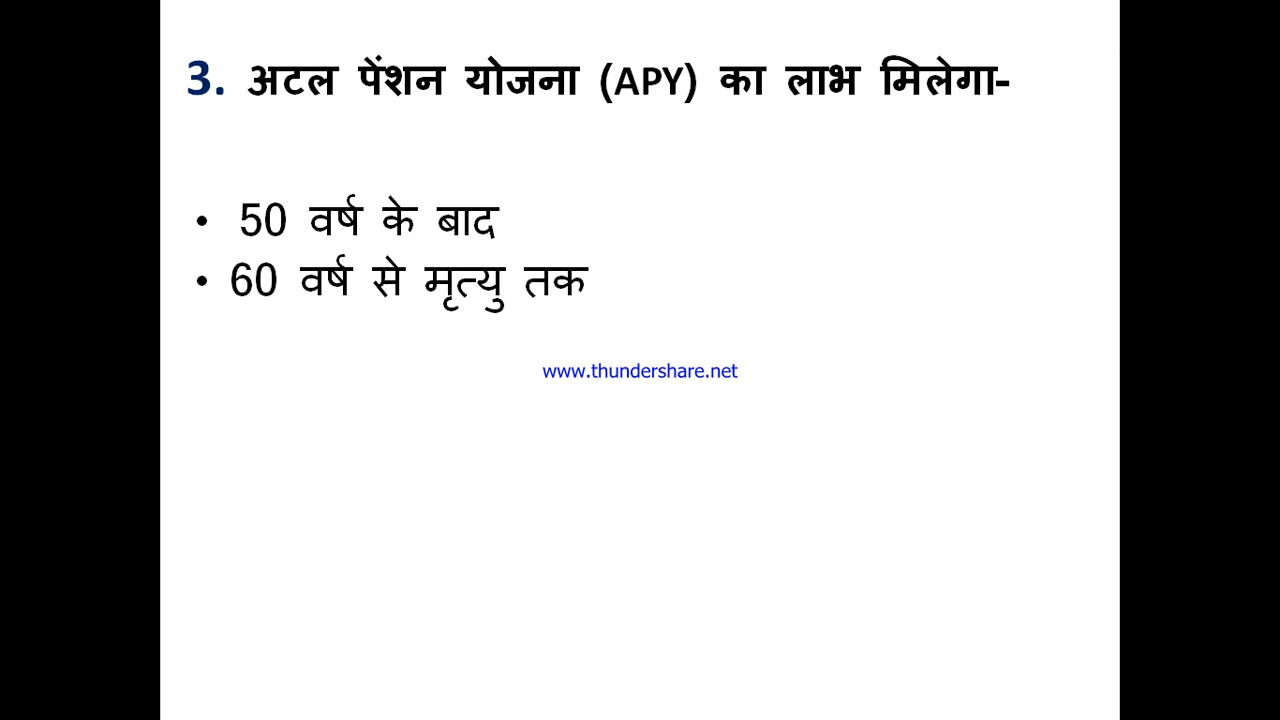 3. अटल पेंशन योजना (APY) का लाभ मिलेगा-
• 50 वर्ष के बाद
• 60 वर्ष से मृत्यु तक
www.thundershare.net